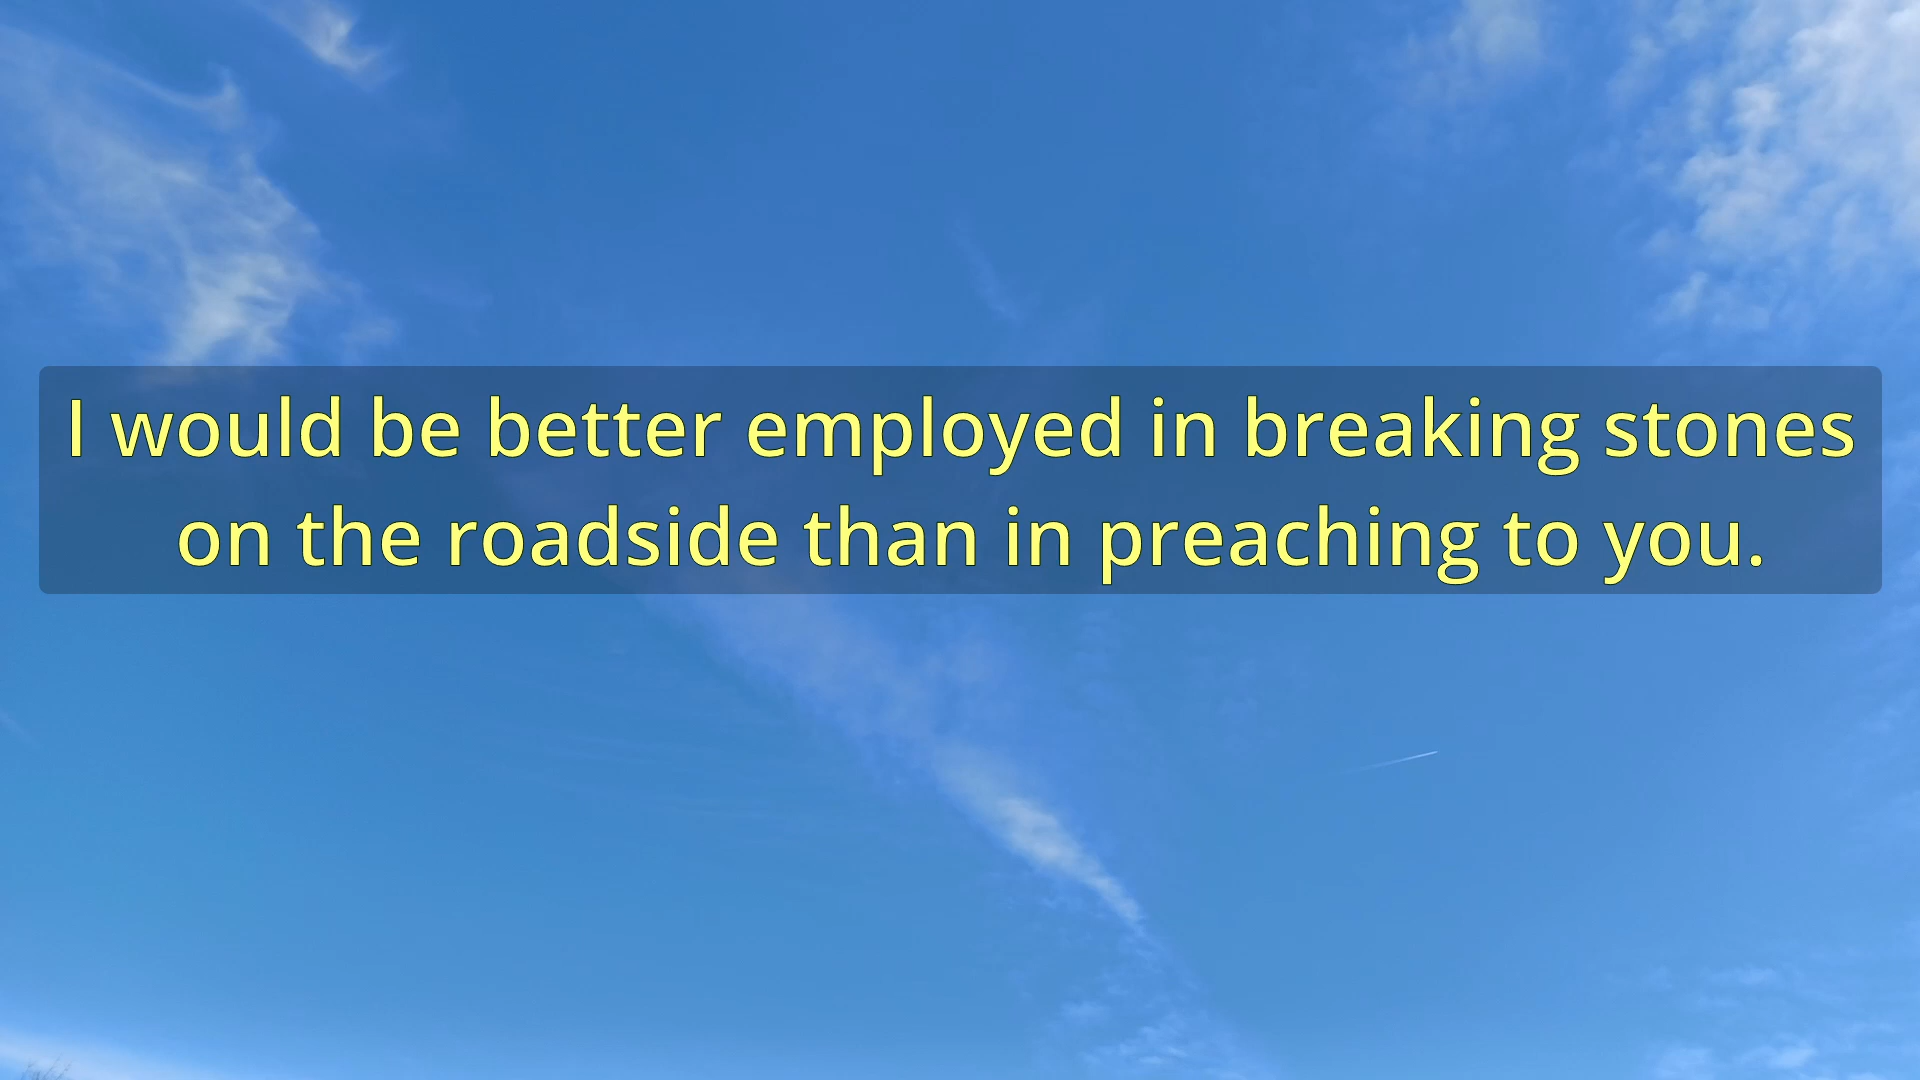 I would be better employed in breaking stones
on the roadside than in preaching to you.